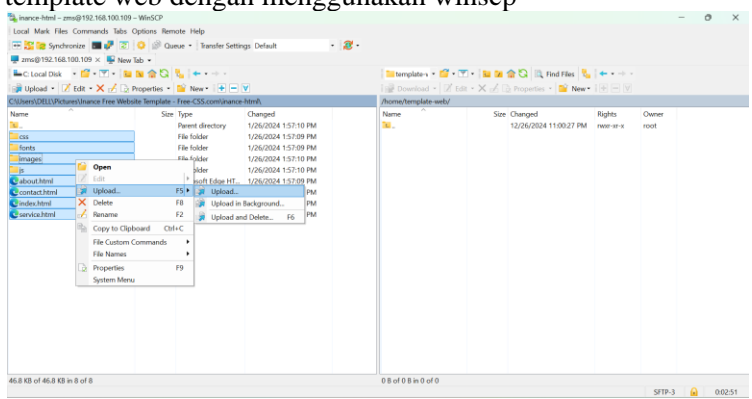 template web dengan menggunakan winscp
inance-html – zms@192.168.100.109 – WinSCP
Local Mark Files Commands Tabs Options Remote Help
Synchronize Queue Transfer Settings Default
zms@192.168.100.109 × New Tab
C: Local Disk
template-w Find Files
Upload Edit Properties New
Download Edit Properties New
C:\Users\DELL\Pictures\Inance Free Website Template - Free-CSS.com\inance-html\
/home/template-web/
Name Size Type Changed
Name Size Changed Rights Owner
.. Parent directory 1/26/2024 1:57:10 PM
.. 12/26/2024 11:00:27 PM rwxr-xr-x root
css File folder 1/26/2024 1:57:09 PM
fonts File folder 1/26/2024 1:57:09 PM
images File folder 1/26/2024 1:57:10 PM
js 1/26/2024 1:57:10 PM
about.html soft Edge HT... 1/26/2024 1:57:09 PM
contact.html PM
index.html PM
service.html PM
Open
Edit
Upload... F5
Delete F8
Rename F2
Copy to Clipboard Ctrl+C
File Custom Commands
File Names
Properties F9
System Menu
Upload...
Upload in Background...
Upload and Delete... F6
46.8 KB of 46.8 KB in 8 of 8
0 B of 0 B in 0 of 0
SFTP-3 0:02:51